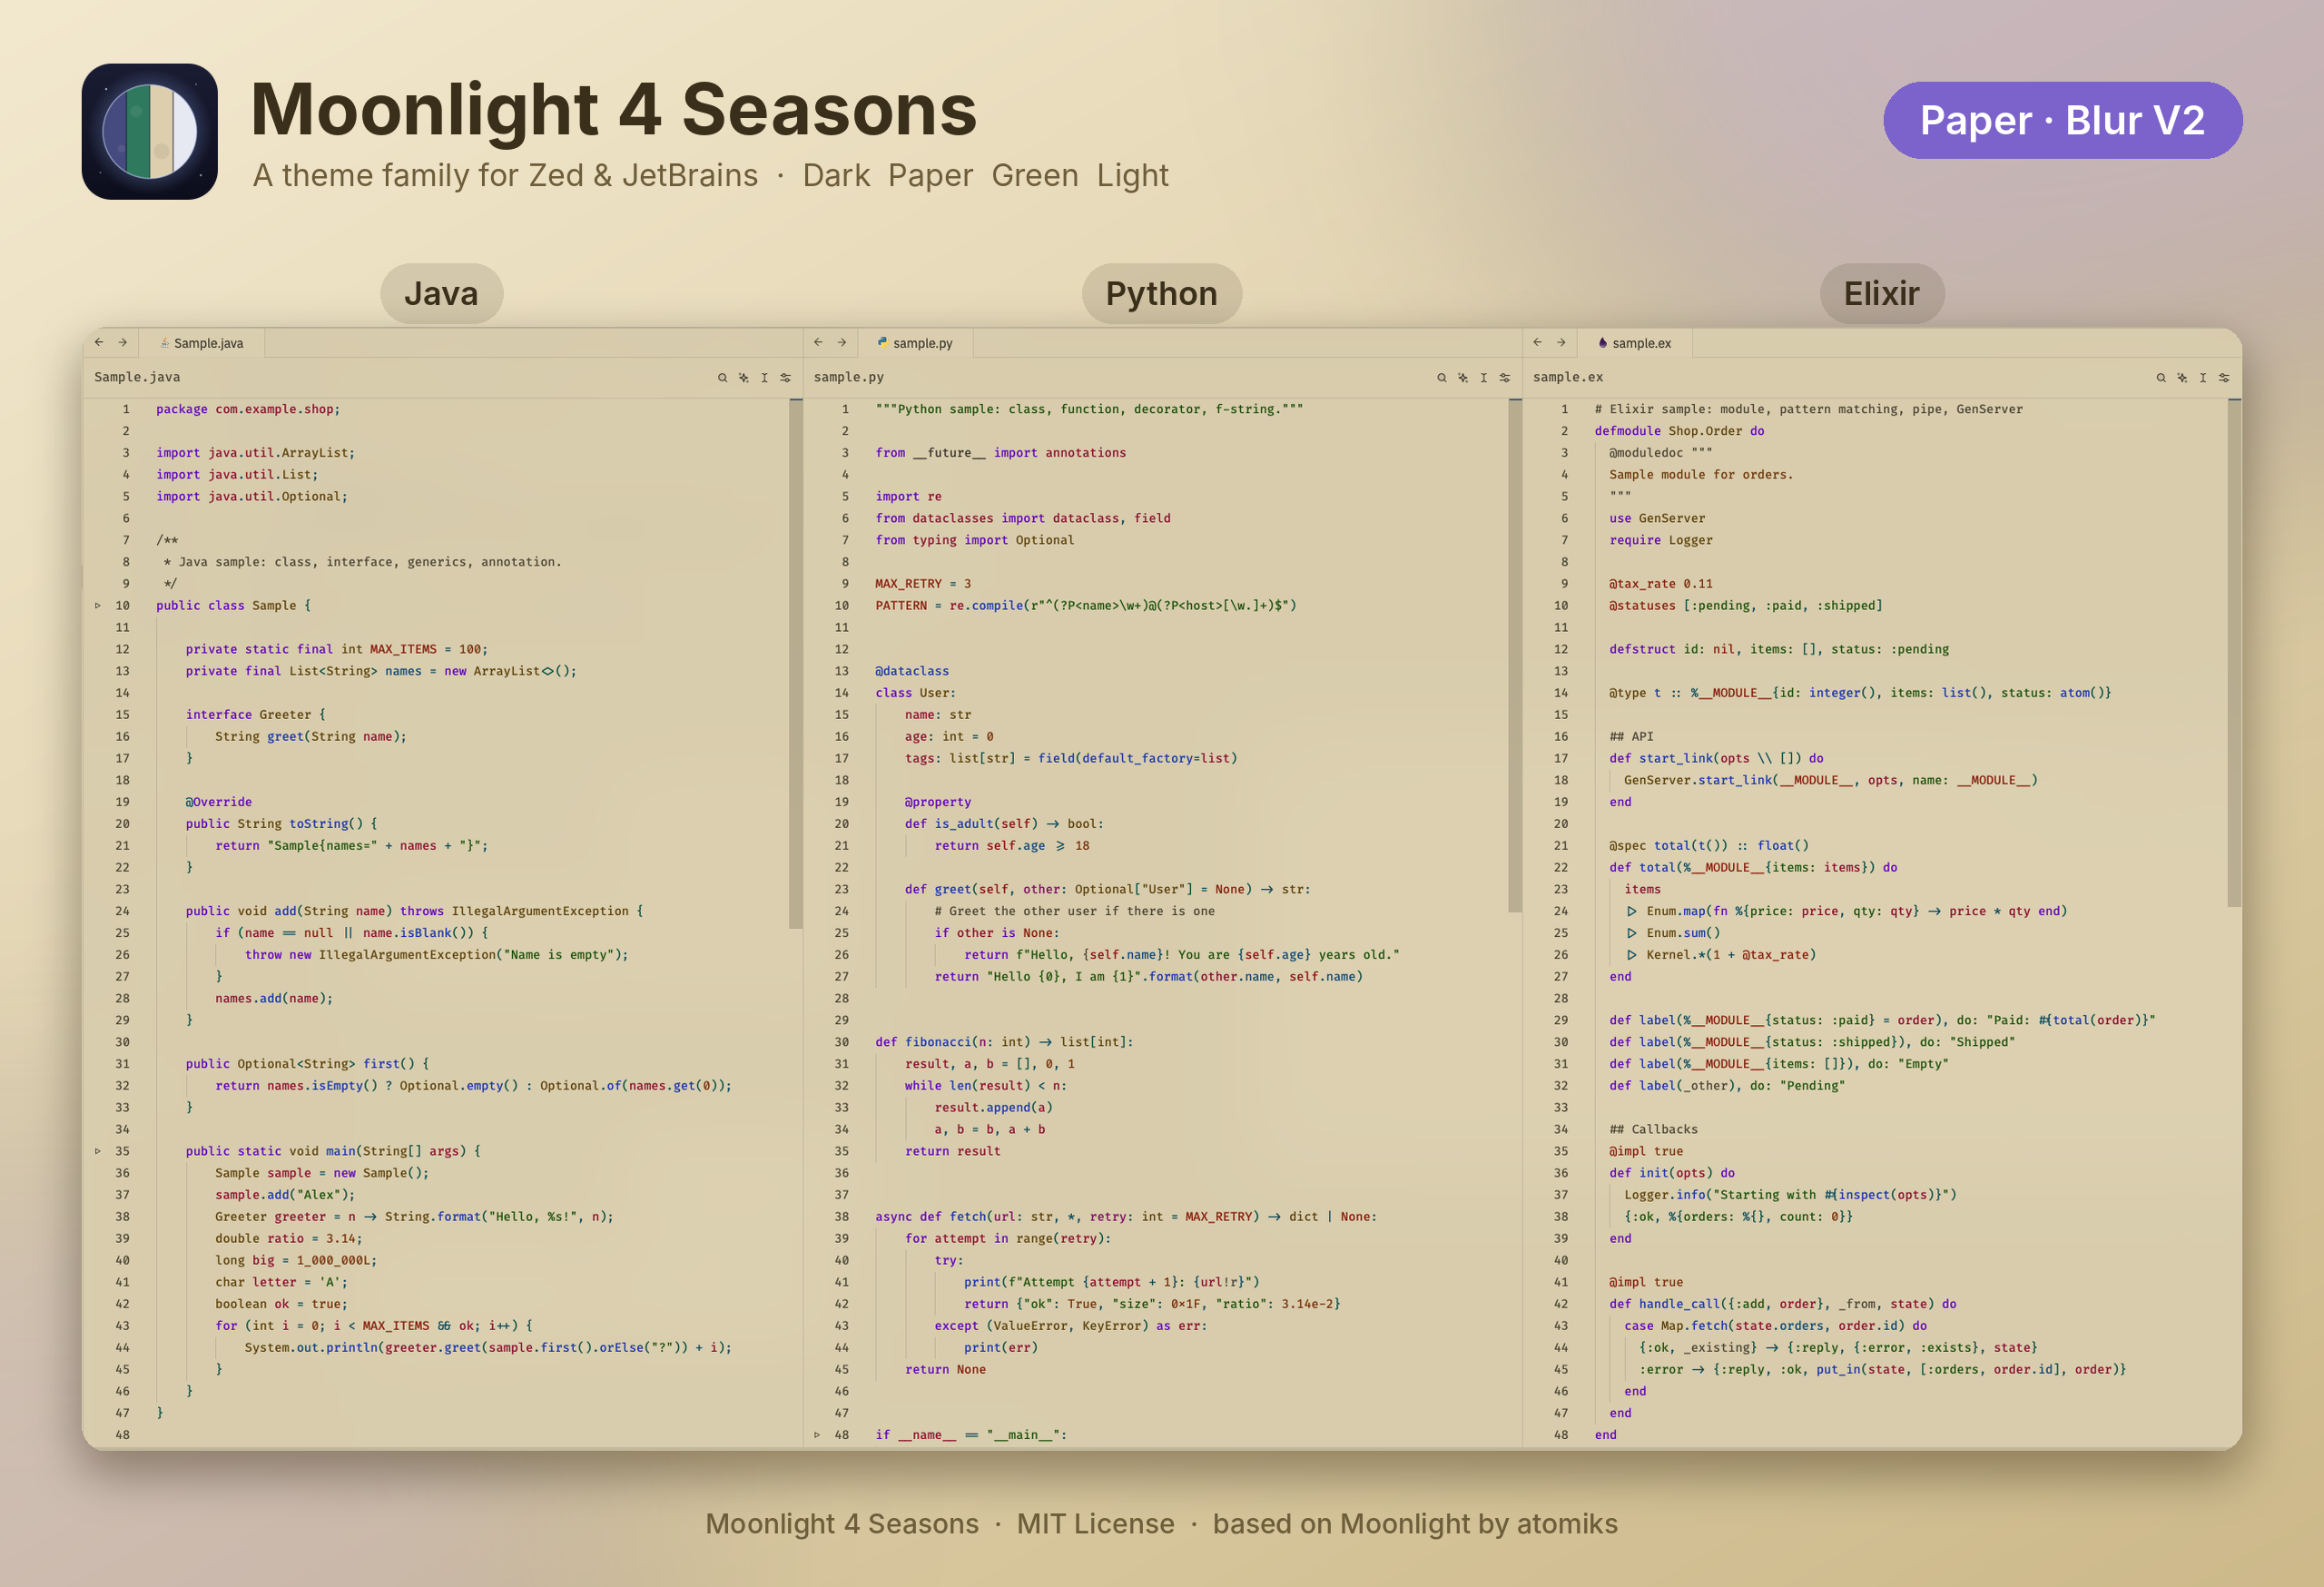 Moonlight 4 Seasons
A theme family for Zed & JetBrains · Dark Paper Green Light
Paper · Blur V2
Java
Python
Elixir
Sample.java
Sample.java
1 package com.example.shop;
2
3 import java.util.ArrayList;
4 import java.util.List;
5 import java.util.Optional;
6
7 /**
8  * Java sample: class, interface, generics, annotation.
9  */
10 public class Sample {
11
12     private static final int MAX_ITEMS = 100;
13     private final List<String> names = new ArrayList<>();
14
15     interface Greeter {
16         String greet(String name);
17     }
18
19     @Override
20     public String toString() {
21         return "Sample{names=" + names + "}";
22     }
23
24     public void add(String name) throws IllegalArgumentException {
25         if (name == null || name.isBlank()) {
26             throw new IllegalArgumentException("Name is empty");
27         }
28         names.add(name);
29     }
30
31     public Optional<String> first() {
32         return names.isEmpty() ? Optional.empty() : Optional.of(names.get(0));
33     }
34
35     public static void main(String[] args) {
36         Sample sample = new Sample();
37         sample.add("Alex");
38         Greeter greeter = n -> String.format("Hello, %s!", n);
39         double ratio = 3.14;
40         long big = 1_000_000L;
41         char letter = 'A';
42         boolean ok = true;
43         for (int i = 0; i < MAX_ITEMS && ok; i++) {
44             System.out.println(greeter.greet(sample.first().orElse("?")) + i);
45         }
46     }
47 }
48
sample.py
sample.py
1 """Python sample: class, function, decorator, f-string."""
2
3 from __future__ import annotations
4
5 import re
6 from dataclasses import dataclass, field
7 from typing import Optional
8
9 MAX_RETRY = 3
10 PATTERN = re.compile(r"^(?P<name>\w+)@(?P<host>[\w.]+)$")
11
12
13 @dataclass
14 class User:
15     name: str
16     age: int = 0
17     tags: list[str] = field(default_factory=list)
18
19     @property
20     def is_adult(self) -> bool:
21         return self.age >= 18
22
23     def greet(self, other: Optional["User"] = None) -> str:
24         # Greet the other user if there is one
25         if other is None:
26             return f"Hello, {self.name}! You are {self.age} years old."
27         return "Hello {0}, I am {1}".format(other.name, self.name)
28
29
30 def fibonacci(n: int) -> list[int]:
31     result, a, b = [], 0, 1
32     while len(result) < n:
33         result.append(a)
34         a, b = b, a + b
35     return result
36
37
38 async def fetch(url: str, *, retry: int = MAX_RETRY) -> dict | None:
39     for attempt in range(retry):
40         try:
41             print(f"Attempt {attempt + 1}: {url!r}")
42             return {"ok": True, "size": 0x1F, "ratio": 3.14e-2}
43         except (ValueError, KeyError) as err:
44             print(err)
45     return None
46
47
48 if __name__ == "__main__":
sample.ex
sample.ex
1 # Elixir sample: module, pattern matching, pipe, GenServer
2 defmodule Shop.Order do
3   @moduledoc """
4   Sample module for orders.
5   """
6   use GenServer
7   require Logger
8
9   @tax_rate 0.11
10   @statuses [:pending, :paid, :shipped]
11
12   defstruct id: nil, items: [], status: :pending
13
14   @type t :: %__MODULE__{id: integer(), items: list(), status: atom()}
15
16   ## API
17   def start_link(opts \\ []) do
18     GenServer.start_link(__MODULE__, opts, name: __MODULE__)
19   end
20
21   @spec total(t()) :: float()
22   def total(%__MODULE__{items: items}) do
23     items
24     |> Enum.map(fn %{price: price, qty: qty} -> price * qty end)
25     |> Enum.sum()
26     |> Kernel.*(1 + @tax_rate)
27   end
28
29   def label(%__MODULE__{status: :paid} = order), do: "Paid: #{total(order)}"
30   def label(%__MODULE__{status: :shipped}), do: "Shipped"
31   def label(%__MODULE__{items: []}), do: "Empty"
32   def label(_other), do: "Pending"
33
34   ## Callbacks
35   @impl true
36   def init(opts) do
37     Logger.info("Starting with #{inspect(opts)}")
38     {:ok, %{orders: %{}, count: 0}}
39   end
40
41   @impl true
42   def handle_call({:add, order}, _from, state) do
43     case Map.fetch(state.orders, order.id) do
44       {:ok, _existing} -> {:reply, {:error, :exists}, state}
45       :error -> {:reply, :ok, put_in(state, [:orders, order.id], order)}
46     end
47   end
48 end
Moonlight 4 Seasons · MIT License · based on Moonlight by atomiks